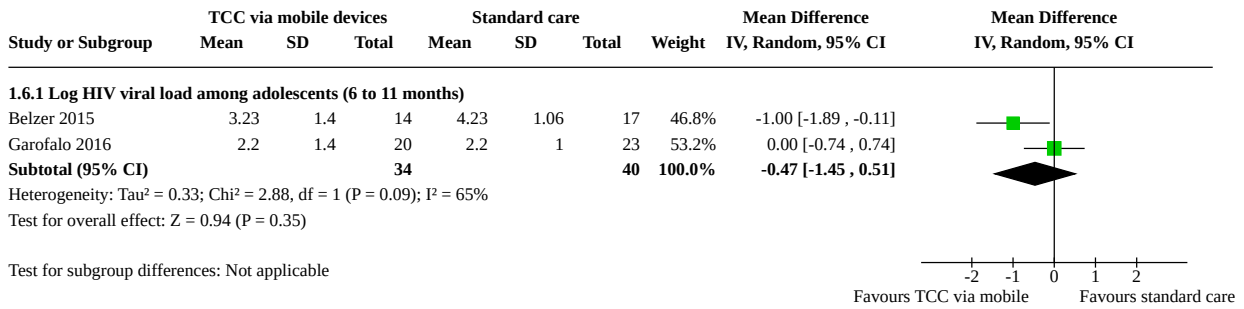 TCC via mobile devices Standard care Mean Difference Mean Difference
Study or Subgroup Mean SD Total Mean SD Total Weight IV, Random, 95% CI IV, Random, 95% CI
1.6.1 Log HIV viral load among adolescents (6 to 11 months)
Belzer 2015 3.23 1.4 14 4.23 1.06 17 46.8% -1.00 [-1.89 , -0.11]
Garofalo 2016 2.2 1.4 20 2.2 1 23 53.2% 0.00 [-0.74 , 0.74]
Subtotal (95% CI) 34 40 100.0% -0.47 [-1.45 , 0.51]
Heterogeneity: Tau² = 0.33; Chi² = 2.88, df = 1 (P = 0.09); I² = 65%
Test for overall effect: Z = 0.94 (P = 0.35)
Test for subgroup differences: Not applicable
-2 -1 0 1 2
Favours TCC via mobile Favours standard care